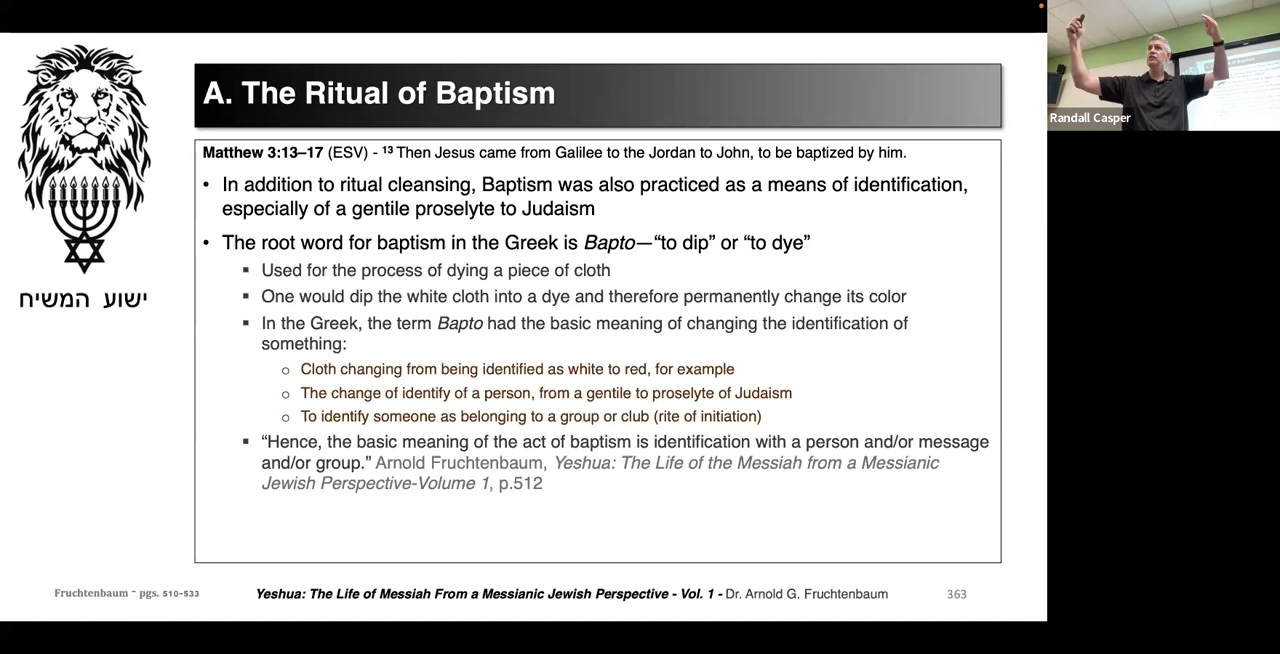 Randall Casper
A. The Ritual of Baptism
Matthew 3:13–17 (ESV) - 13 Then Jesus came from Galilee to the Jordan to John, to be baptized by him.
• In addition to ritual cleansing, Baptism was also practiced as a means of identification,
especially of a gentile proselyte to Judaism
• The root word for baptism in the Greek is Bapto—“to dip” or “to dye”
▪ Used for the process of dying a piece of cloth
▪ One would dip the white cloth into a dye and therefore permanently change its color
▪ In the Greek, the term Bapto had the basic meaning of changing the identification of
something:
o Cloth changing from being identified as white to red, for example
o The change of identify of a person, from a gentile to proselyte of Judaism
o To identify someone as belonging to a group or club (rite of initiation)
▪ “Hence, the basic meaning of the act of baptism is identification with a person and/or message
and/or group.” Arnold Fruchtenbaum, Yeshua: The Life of the Messiah from a Messianic
Jewish Perspective-Volume 1, p.512
ישוע המשיח
Fruchtenbaum - pgs. 510-533
Yeshua: The Life of Messiah From a Messianic Jewish Perspective - Vol. 1 - Dr. Arnold G. Fruchtenbaum
363